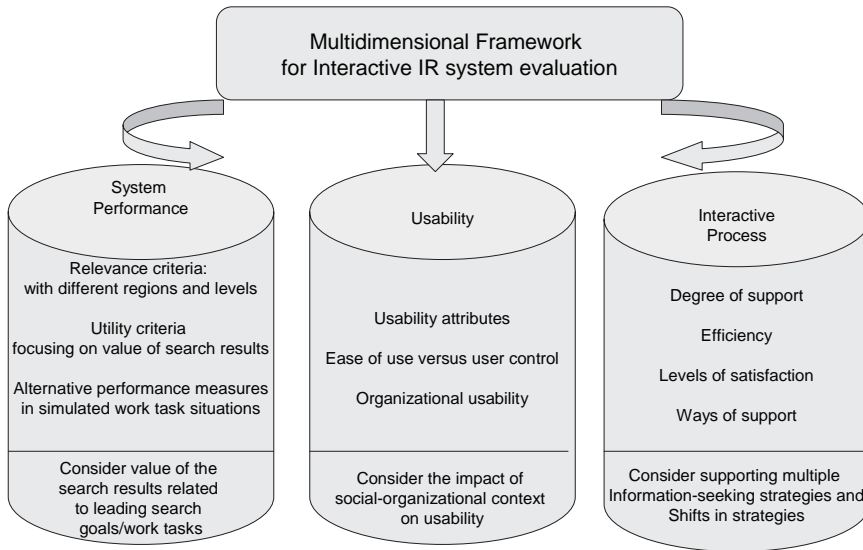 Multidimensional Framework
for Interactive IR system evaluation
System
Performance
Relevance criteria:
with different regions and levels
Utility criteria
focusing on value of search results
Alternative performance measures
in simulated work task situations
Consider value of the
search results related
to leading search
goals/work tasks
Usability
Usability attributes
Ease of use versus user control
Organizational usability
Consider the impact of
social-organizational context
on usability
Interactive
Process
Degree of support
Efficiency
Levels of satisfaction
Ways of support
Consider supporting multiple
Information-seeking strategies and
Shifts in strategies